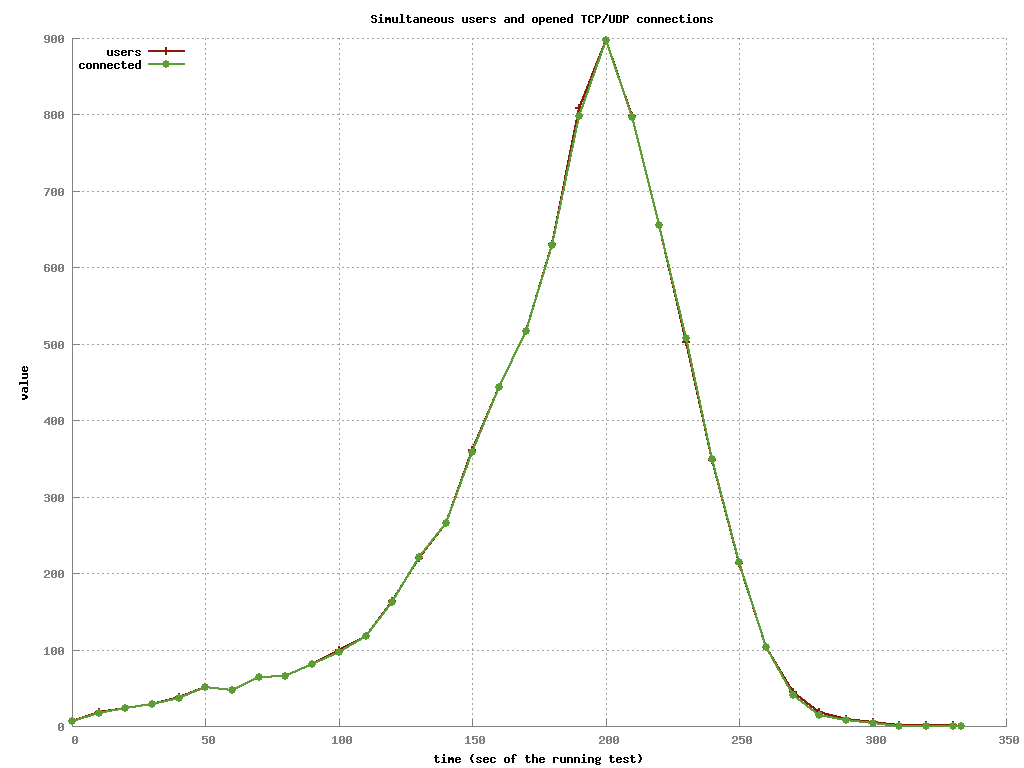 Simultaneous users and opened TCP/UDP connections
900
users
connected
800
700
600
500
value
400
300
200
100
0
0 50 100 150 200 250 300 350
time (sec of the running test)